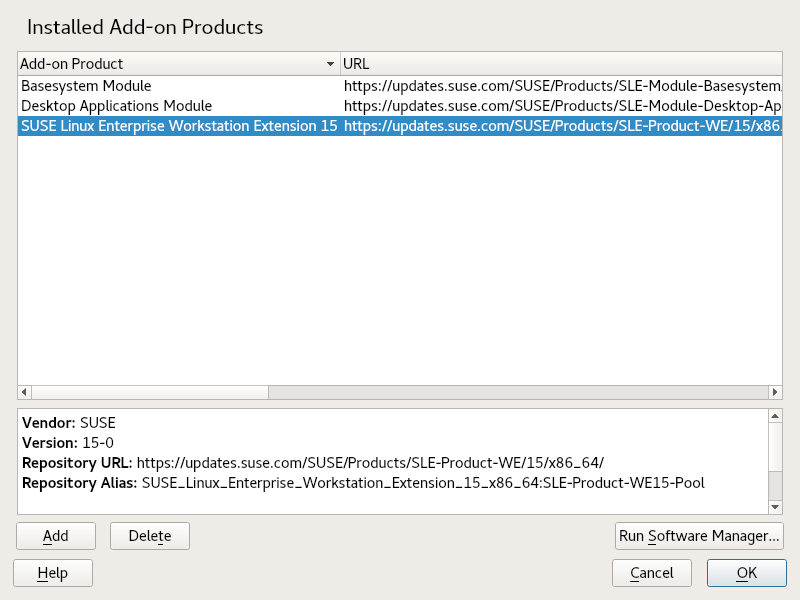 Installed Add-on Products
Add-on Product URL
Basesystem Module https://updates.suse.com/SUSE/Products/SLE-Module-Basesystem
Desktop Applications Module https://updates.suse.com/SUSE/Products/SLE-Module-Desktop-Ap
SUSE Linux Enterprise Workstation Extension 15 https://updates.suse.com/SUSE/Products/SLE-Product-WE/15/x86
Vendor: SUSE
Version: 15-0
Repository URL: https://updates.suse.com/SUSE/Products/SLE-Product-WE/15/x86_64/
Repository Alias: SUSE_Linux_Enterprise_Workstation_Extension_15_x86_64:SLE-Product-WE15-Pool
Add Delete Run Software Manager...
Help Cancel OK